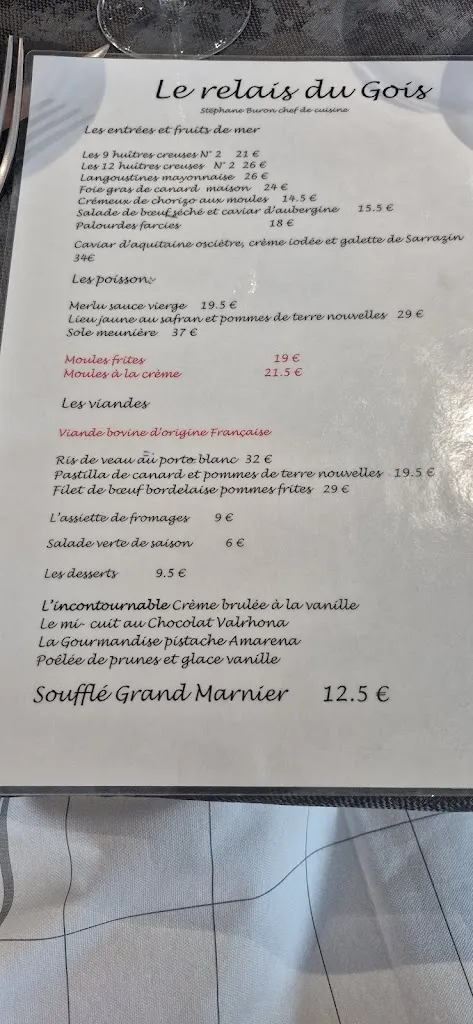 Le relais du Gois
Stéphane Buron chef de cuisine
Les entrées et fruits de mer
Les 9 huîtres creuses N° 2 21 €
Les 12 huîtres creuses N° 2 26 €
Langoustines mayonnaise 26 €
Foie gras de canard maison 24 €
Crémeux de chorizo aux moules 14.5 €
Salade de bœuf séché et caviar d'aubergine 15.5 €
Palourdes farcies 18 €
Caviar d'aquitaine osciètre, crème iodée et galette de Sarrazin
34€
Les poissons
Merlu sauce vierge 19.5 €
Lieu jaune au safran et pommes de terre nouvelles 29 €
Sole meunière 37 €
Moules frites 19 €
Moules à la crème 21.5 €
Les viandes
Viande bovine d'origine Française
Ris de veau au porto blanc 32 €
Pastilla de canard et pommes de terre nouvelles 19.5 €
Filet de bœuf bordelaise pommes frites 29 €
L'assiette de fromages 9 €
Salade verte de saison 6 €
Les desserts 9.5 €
L'incontournable Crème brulée à la vanille
Le mi- cuit au Chocolat Valrhona
La Gourmandise pistache Amarena
Poêlée de prunes et glace vanille
Soufflé Grand Marnier 12.5 €